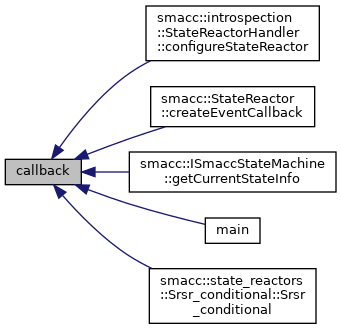 smacc::introspection
::StateReactorHandler
::configureStateReactor
smacc::StateReactor
::createEventCallback
callback
smacc::ISmaccStateMachine
::getCurrentStateInfo
main
smacc::state_reactors
::Srsr_conditional::Srsr
_conditional